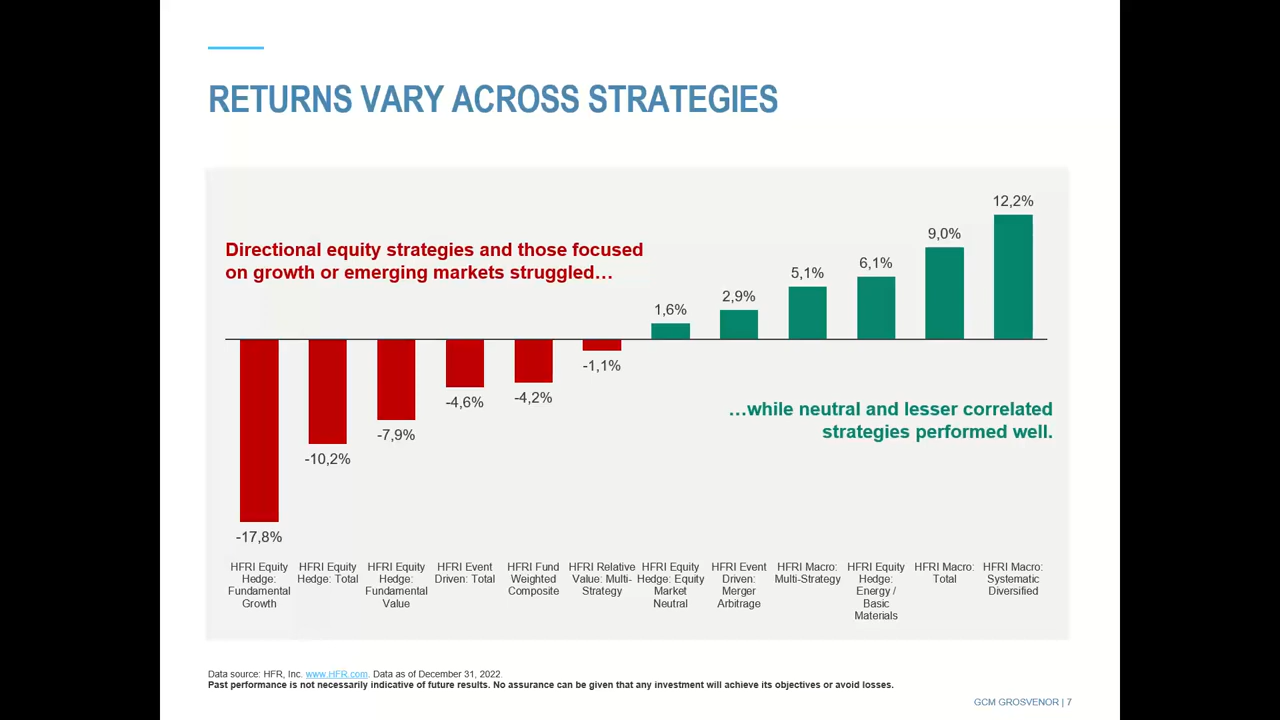 RETURNS VARY ACROSS STRATEGIES
Directional equity strategies and those focused
on growth or emerging markets struggled…
12,2%
9,0%
6,1%
5,1%
2,9%
1,6%
-1,1%
-4,2%
-4,6%
-7,9%
-10,2%
-17,8%
…while neutral and lesser correlated
strategies performed well.
HFRI Equity
Hedge:
Fundamental
Growth
HFRI Equity
Hedge: Total
HFRI Equity
Hedge:
Fundamental
Value
HFRI Event
Driven: Total
HFRI Fund
Weighted
Composite
HFRI Relative
Value: Multi-
Strategy
HFRI Equity
Hedge: Equity
Market
Neutral
HFRI Event
Driven:
Merger
Arbitrage
HFRI Macro:
Multi-Strategy
HFRI Equity
Hedge:
Energy /
Basic
Materials
HFRI Macro:
Total
HFRI Macro:
Systematic
Diversified
Data source: HFR, Inc. www.HFR.com. Data as of December 31, 2022.
Past performance is not necessarily indicative of future results. No assurance can be given that any investment will achieve its objectives or avoid losses.
GCM GROSVENOR | 7